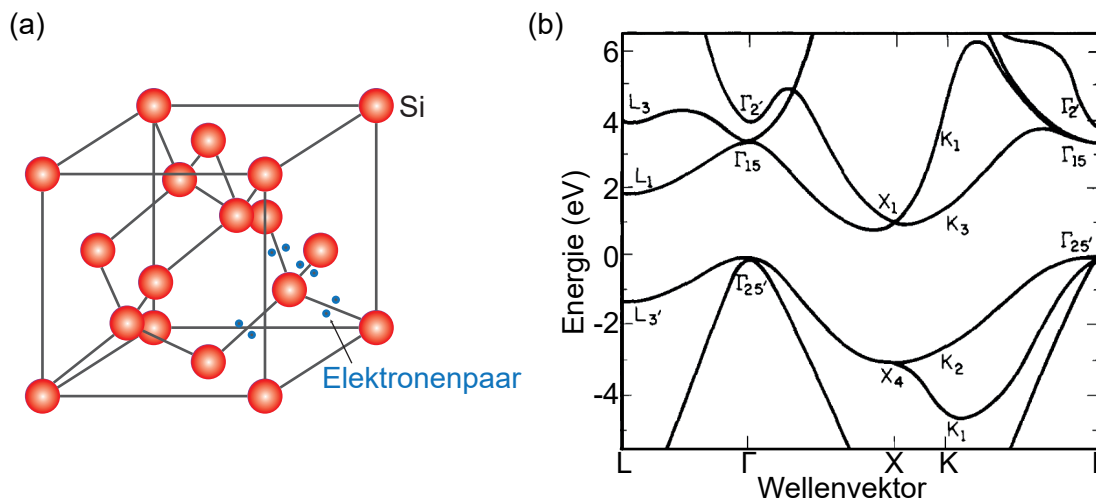 (a)
Si
Elektronenpaar
(b)
Energie (eV)
6
4
2
0
-2
-4
L₃
L₁
L₃'
Γ₂'
Γ₁₅
Γ₂₅'
X₁
X₄
K₁
K₃
K₂
K₁
Γ₂'
Γ₁₅
Γ₂₅'
L Γ X K
Wellenvektor